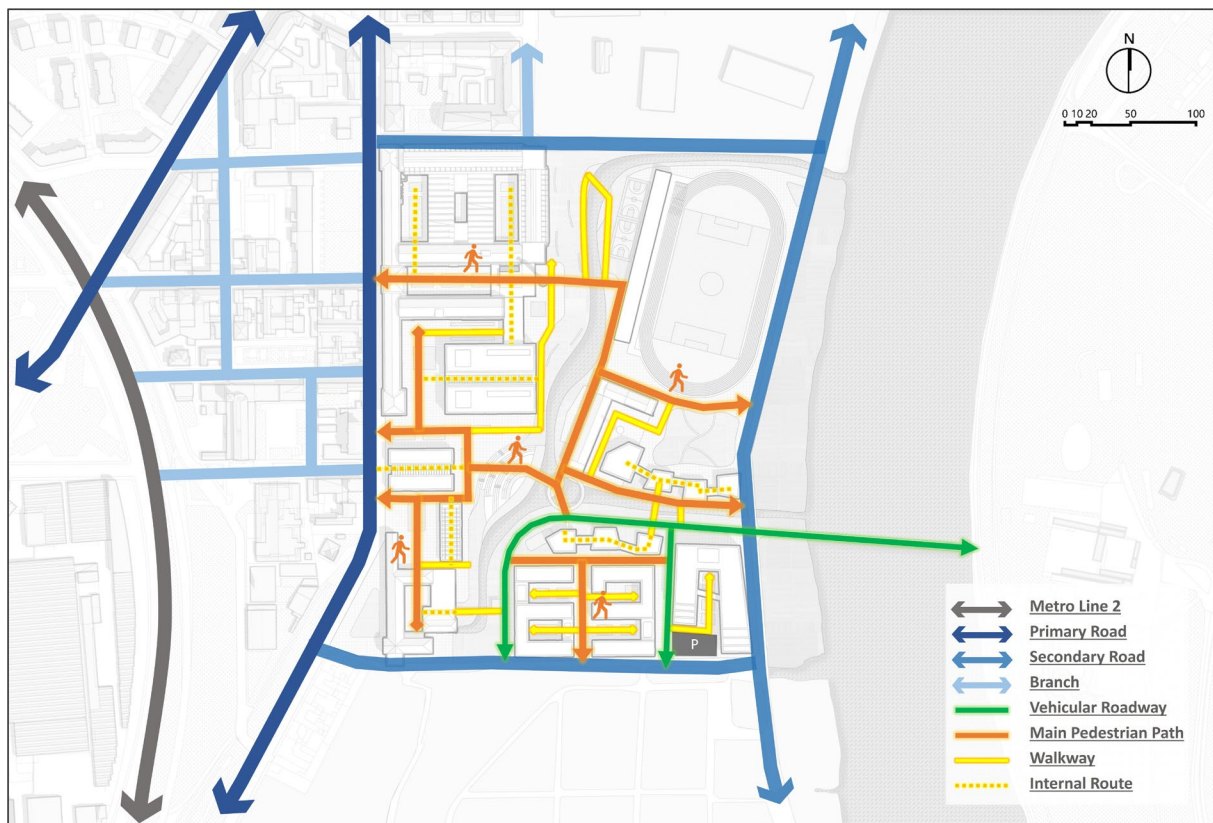 N
0 10 20 50 100
P
Metro Line 2
Primary Road
Secondary Road
Branch
Vehicular Roadway
Main Pedestrian Path
Walkway
Internal Route